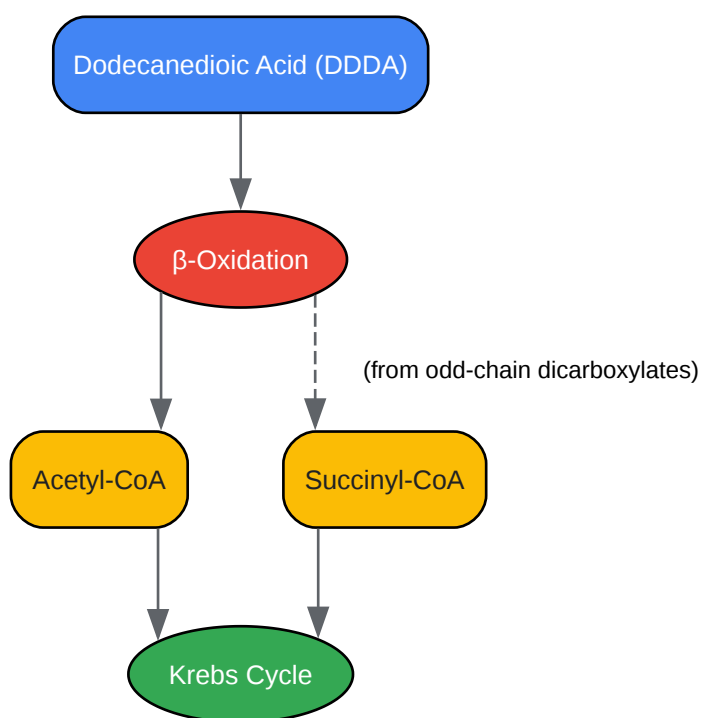 Dodecanedioic Acid (DDDA)
β-Oxidation
(from odd-chain dicarboxylates)
Acetyl-CoA
Succinyl-CoA
Krebs Cycle